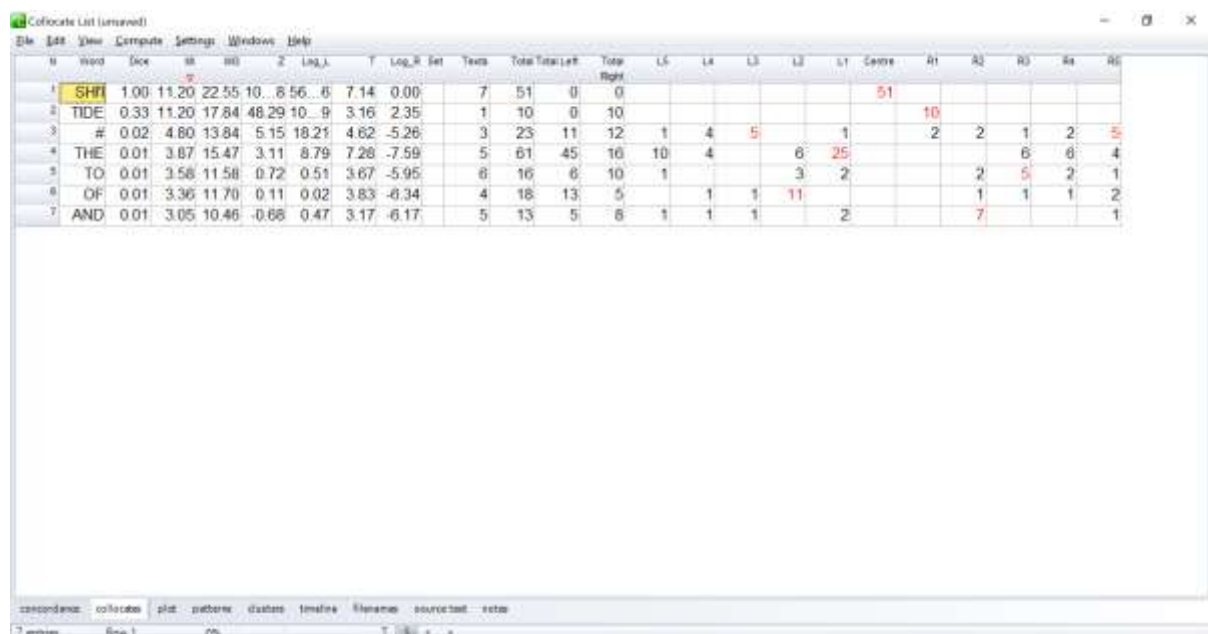 Collocate List (unsaved)
File Edit View Compute Settings Windows Help
N Word Dice MI MI3 Z Log_L T Log_R Set Texts Total Total Left Total Right L5 L4 L3 L2 L1 Centre R1 R2 R3 R4 R5
1 1.00 11.20 22.55 10...8 56...6 7.14 0.00 7 51 0 0 51
2 TIDE 0.33 11.20 17.84 48.29 10...9 3.16 2.35 1 10 0 10 10
3 # 0.02 4.80 13.84 5.15 18.21 4.62 -5.26 3 23 11 12 1 4 5 1 2 2 1 2 5
4 THE 0.01 3.87 15.47 3.11 8.79 7.28 -7.59 5 61 45 16 10 4 6 25 6 6 4
5 TO 0.01 3.58 11.58 0.72 0.51 3.67 -5.95 6 16 6 10 1 3 2 2 5 2 1
6 OF 0.01 3.36 11.70 0.11 0.02 3.83 -6.34 4 18 13 5 1 1 11 1 1 1 2
7 AND 0.01 3.05 10.46 -0.68 0.47 3.17 -6.17 5 13 5 8 1 1 1 2 7 1
concordance collocates plot patterns clusters timeline filenames source text notes
7 entries Row 1 0%